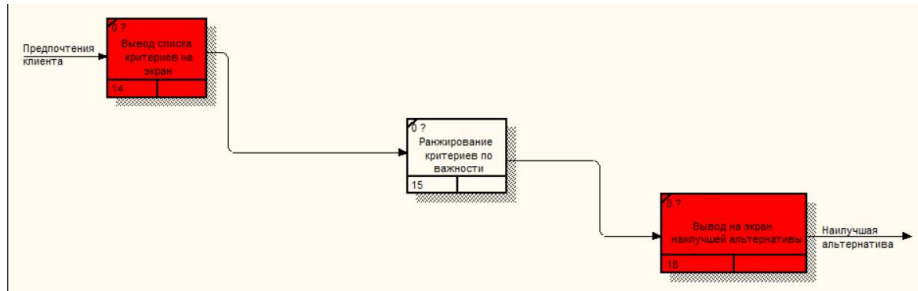 Предпочтения
клиента
0 ?
Вывод списка
критериев на
экран
14
0 ?
Ранжирование
критериев по
важности
15
0 ?
Вывод на экран
наилучшей альтернативы
18
Наилучшая
альтернатива